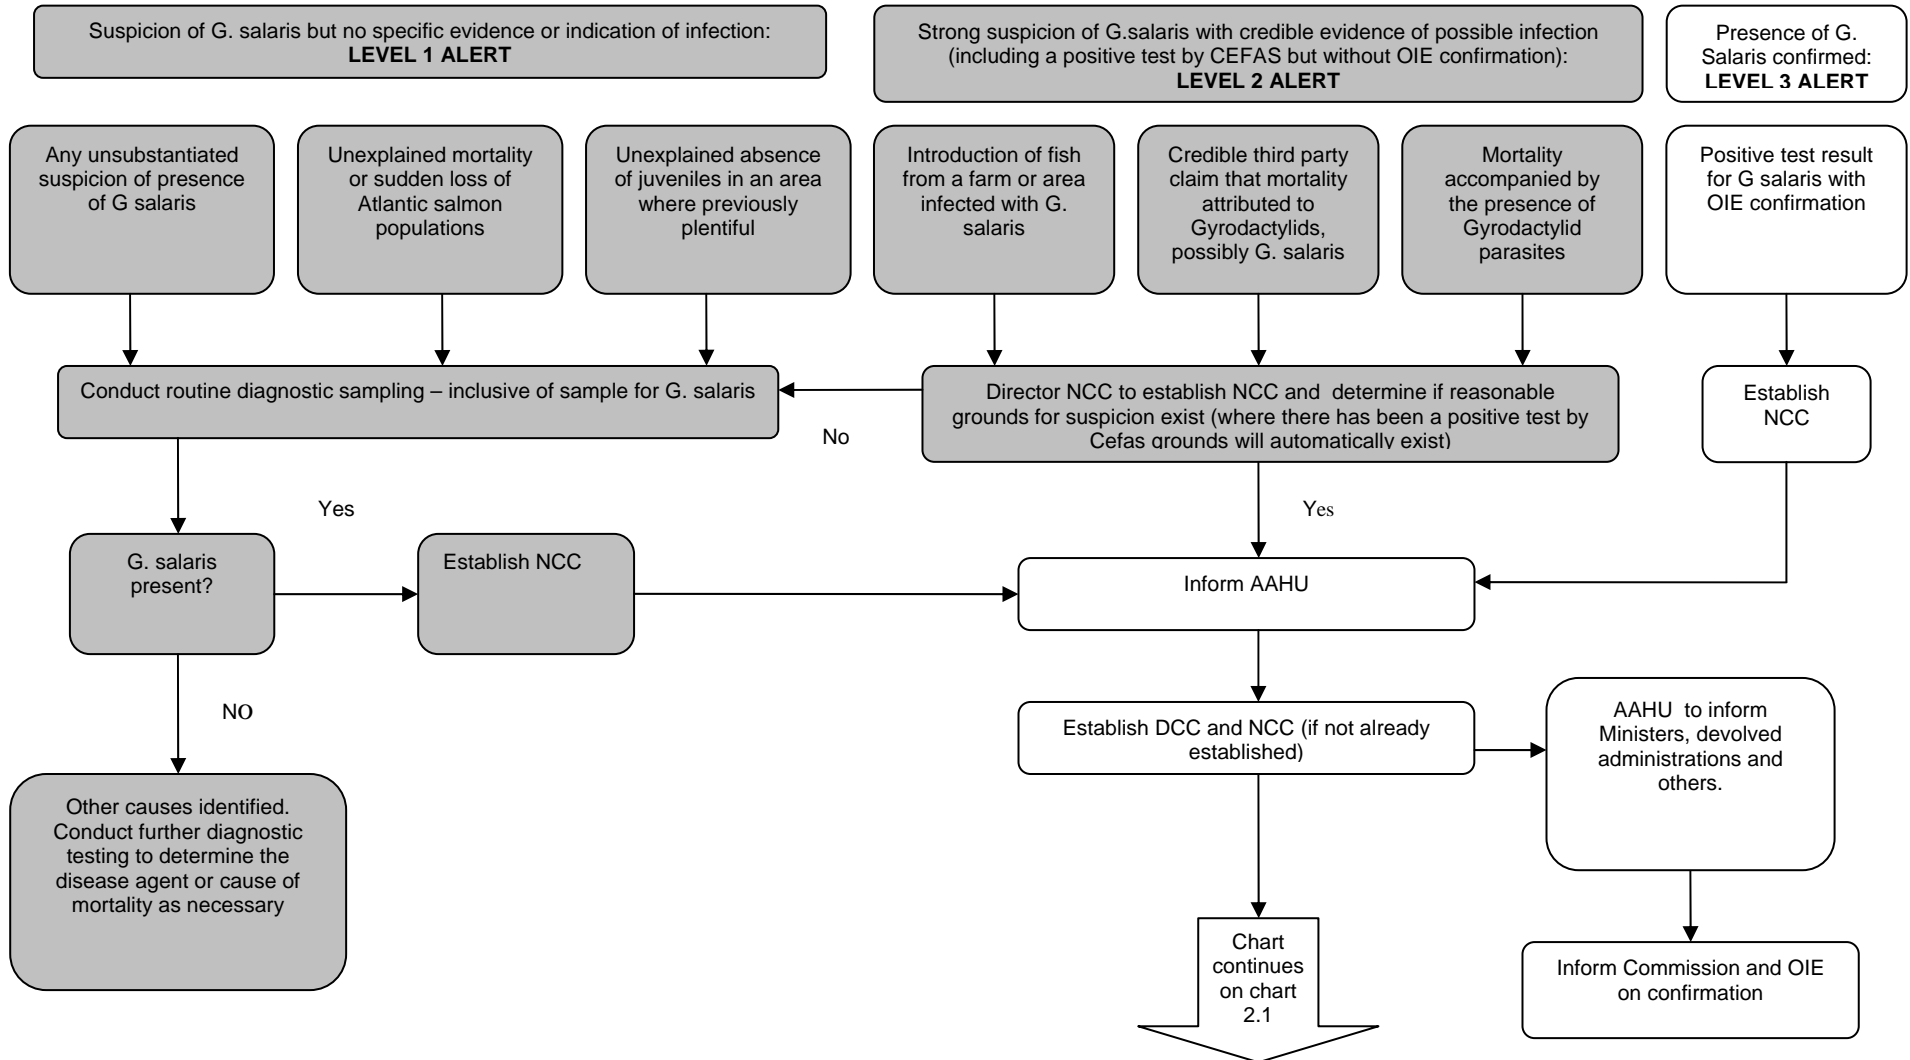 Suspicion of G. salaris but no specific evidence or indication of infection:
LEVEL 1 ALERT
Strong suspicion of G.salaris with credible evidence of possible infection
(including a positive test by CEFAS but without OIE confirmation):
LEVEL 2 ALERT
Presence of G.
Salaris confirmed:
LEVEL 3 ALERT
Any unsubstantiated
suspicion of presence
of G salaris
Unexplained mortality
or sudden loss of
Atlantic salmon
populations
Unexplained absence
of juveniles in an area
where previously
plentiful
Introduction of fish
from a farm or area
infected with G.
salaris
Credible third party
claim that mortality
attributed to
Gyrodactylids,
possibly G. salaris
Mortality
accompanied by
the presence of
Gyrodactylid
parasites
Positive test result
for G salaris with
OIE confirmation
Conduct routine diagnostic sampling – inclusive of sample for G. salaris
No
Director NCC to establish NCC and determine if reasonable
grounds for suspicion exist (where there has been a positive test by
Cefas grounds will automatically exist)
Establish
NCC
Yes
Yes
G. salaris
present?
Establish NCC
Inform AAHU
NO
Establish DCC and NCC (if not already
established)
AAHU to inform
Ministers, devolved
administrations and
others.
Other causes identified.
Conduct further diagnostic
testing to determine the
disease agent or cause of
mortality as necessary
Chart
continues
on chart
2.1
Inform Commission and OIE
on confirmation